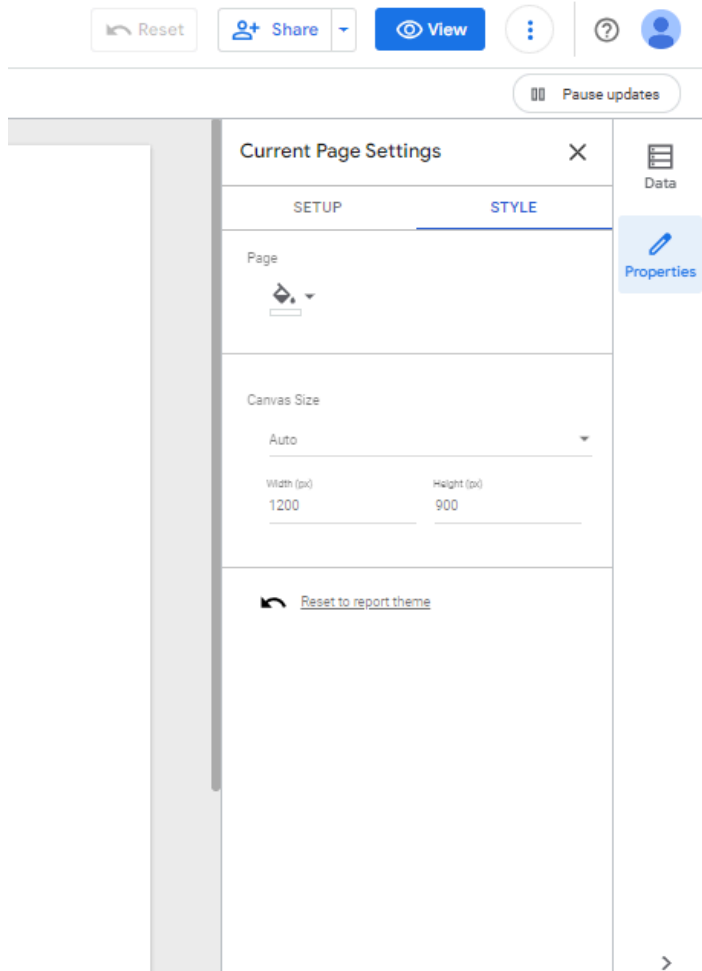 Reset
Share
View
Pause updates
Current Page Settings
Data
SETUP
STYLE
Properties
Page
Canvas Size
Auto
Width (px)
Height (px)
1200
900
Reset to report theme